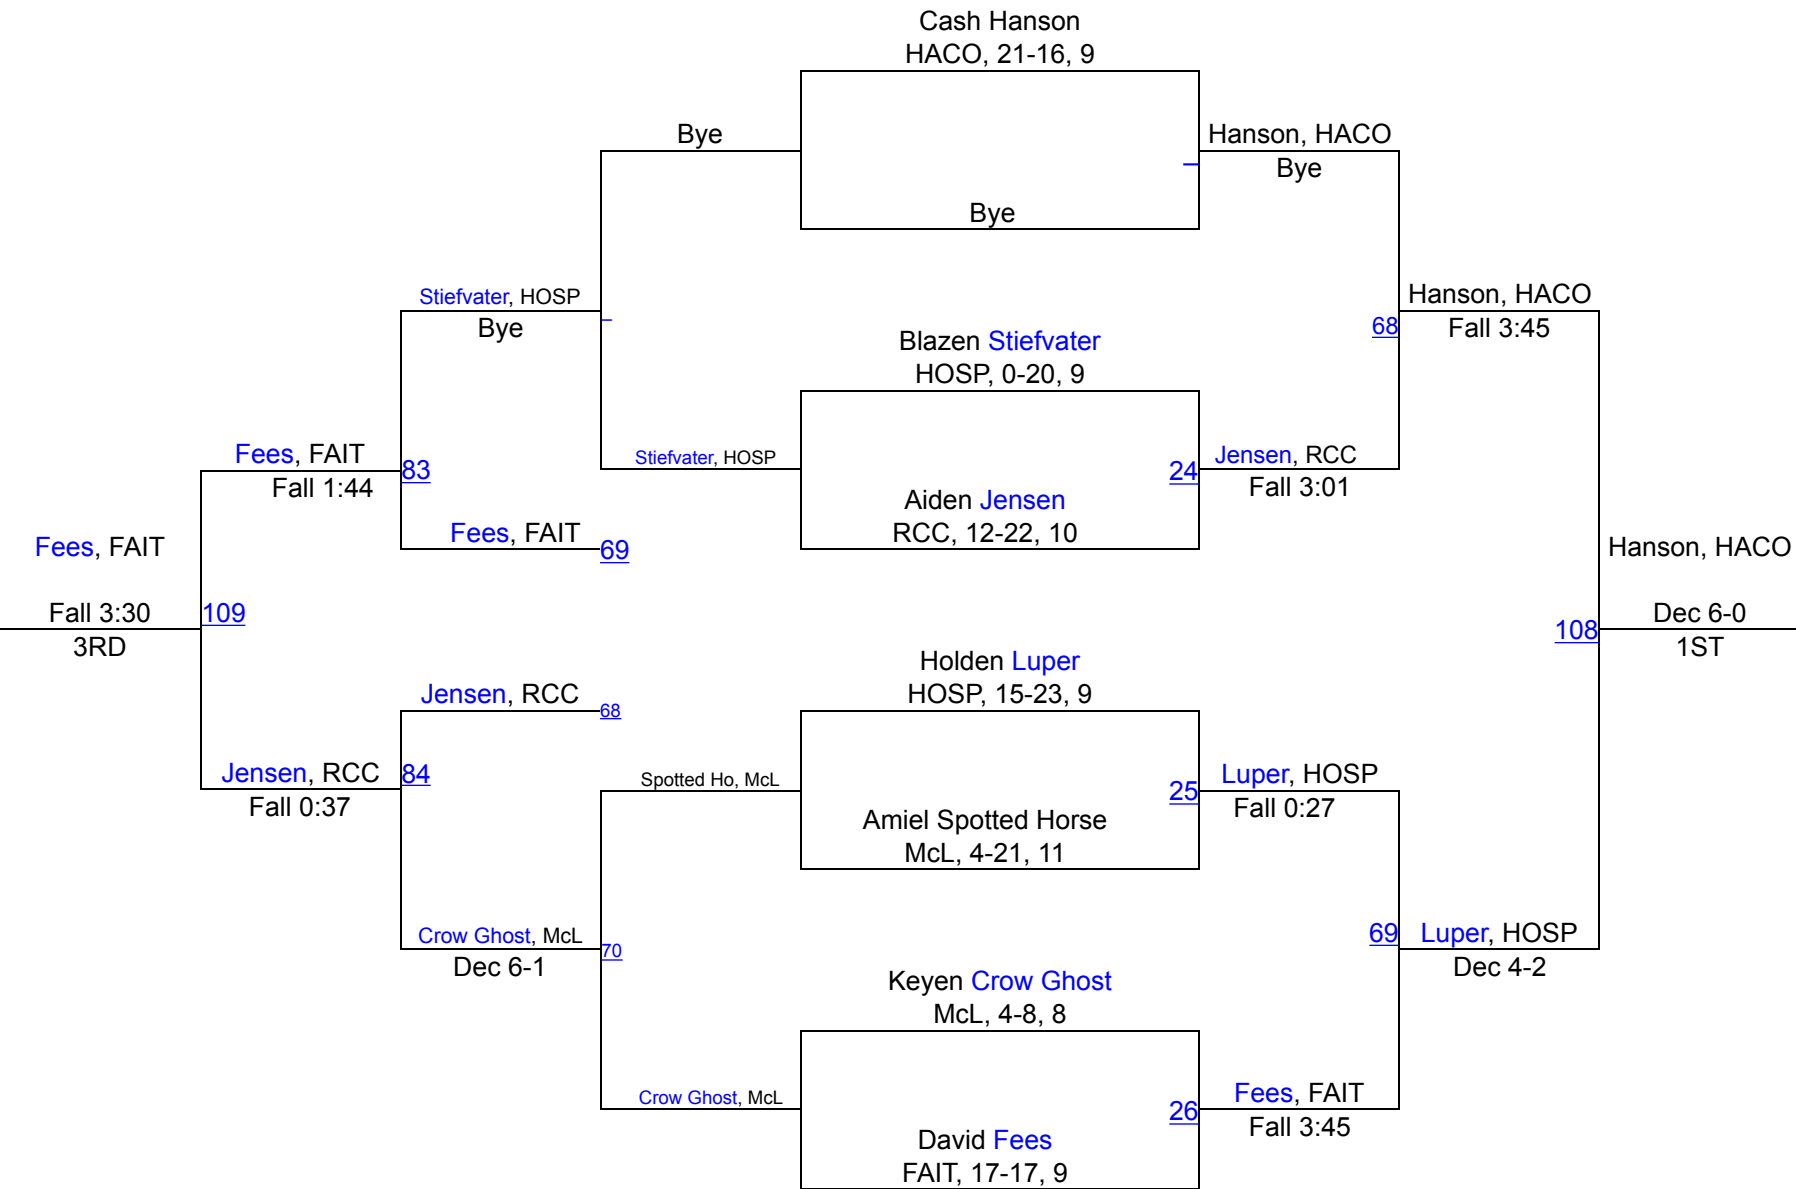 Cash Hanson
HACO, 21-16, 9
Bye
Hanson, HACO
Bye
Bye
Stiefvater, HOSP
Bye
Hanson, HACO
68
Fall 3:45
Blazen Stiefvater
HOSP, 0-20, 9
Fees, FAIT
83
Fall 1:44
Stiefvater, HOSP
24
Jensen, RCC
Fall 3:01
Aiden Jensen
RCC, 12-22, 10
Fees, FAIT
69
Fees, FAIT
Hanson, HACO
Fall 3:30
109
3RD
108
Dec 6-0
1ST
Holden Luper
HOSP, 15-23, 9
Jensen, RCC
68
Jensen, RCC
84
Fall 0:37
Spotted Ho, McL
25
Luper, HOSP
Fall 0:27
Amiel Spotted Horse
McL, 4-21, 11
Crow Ghost, McL
70
Dec 6-1
69
Luper, HOSP
Dec 4-2
Keyen Crow Ghost
McL, 4-8, 8
Crow Ghost, McL
26
Fees, FAIT
Fall 3:45
David Fees
FAIT, 17-17, 9